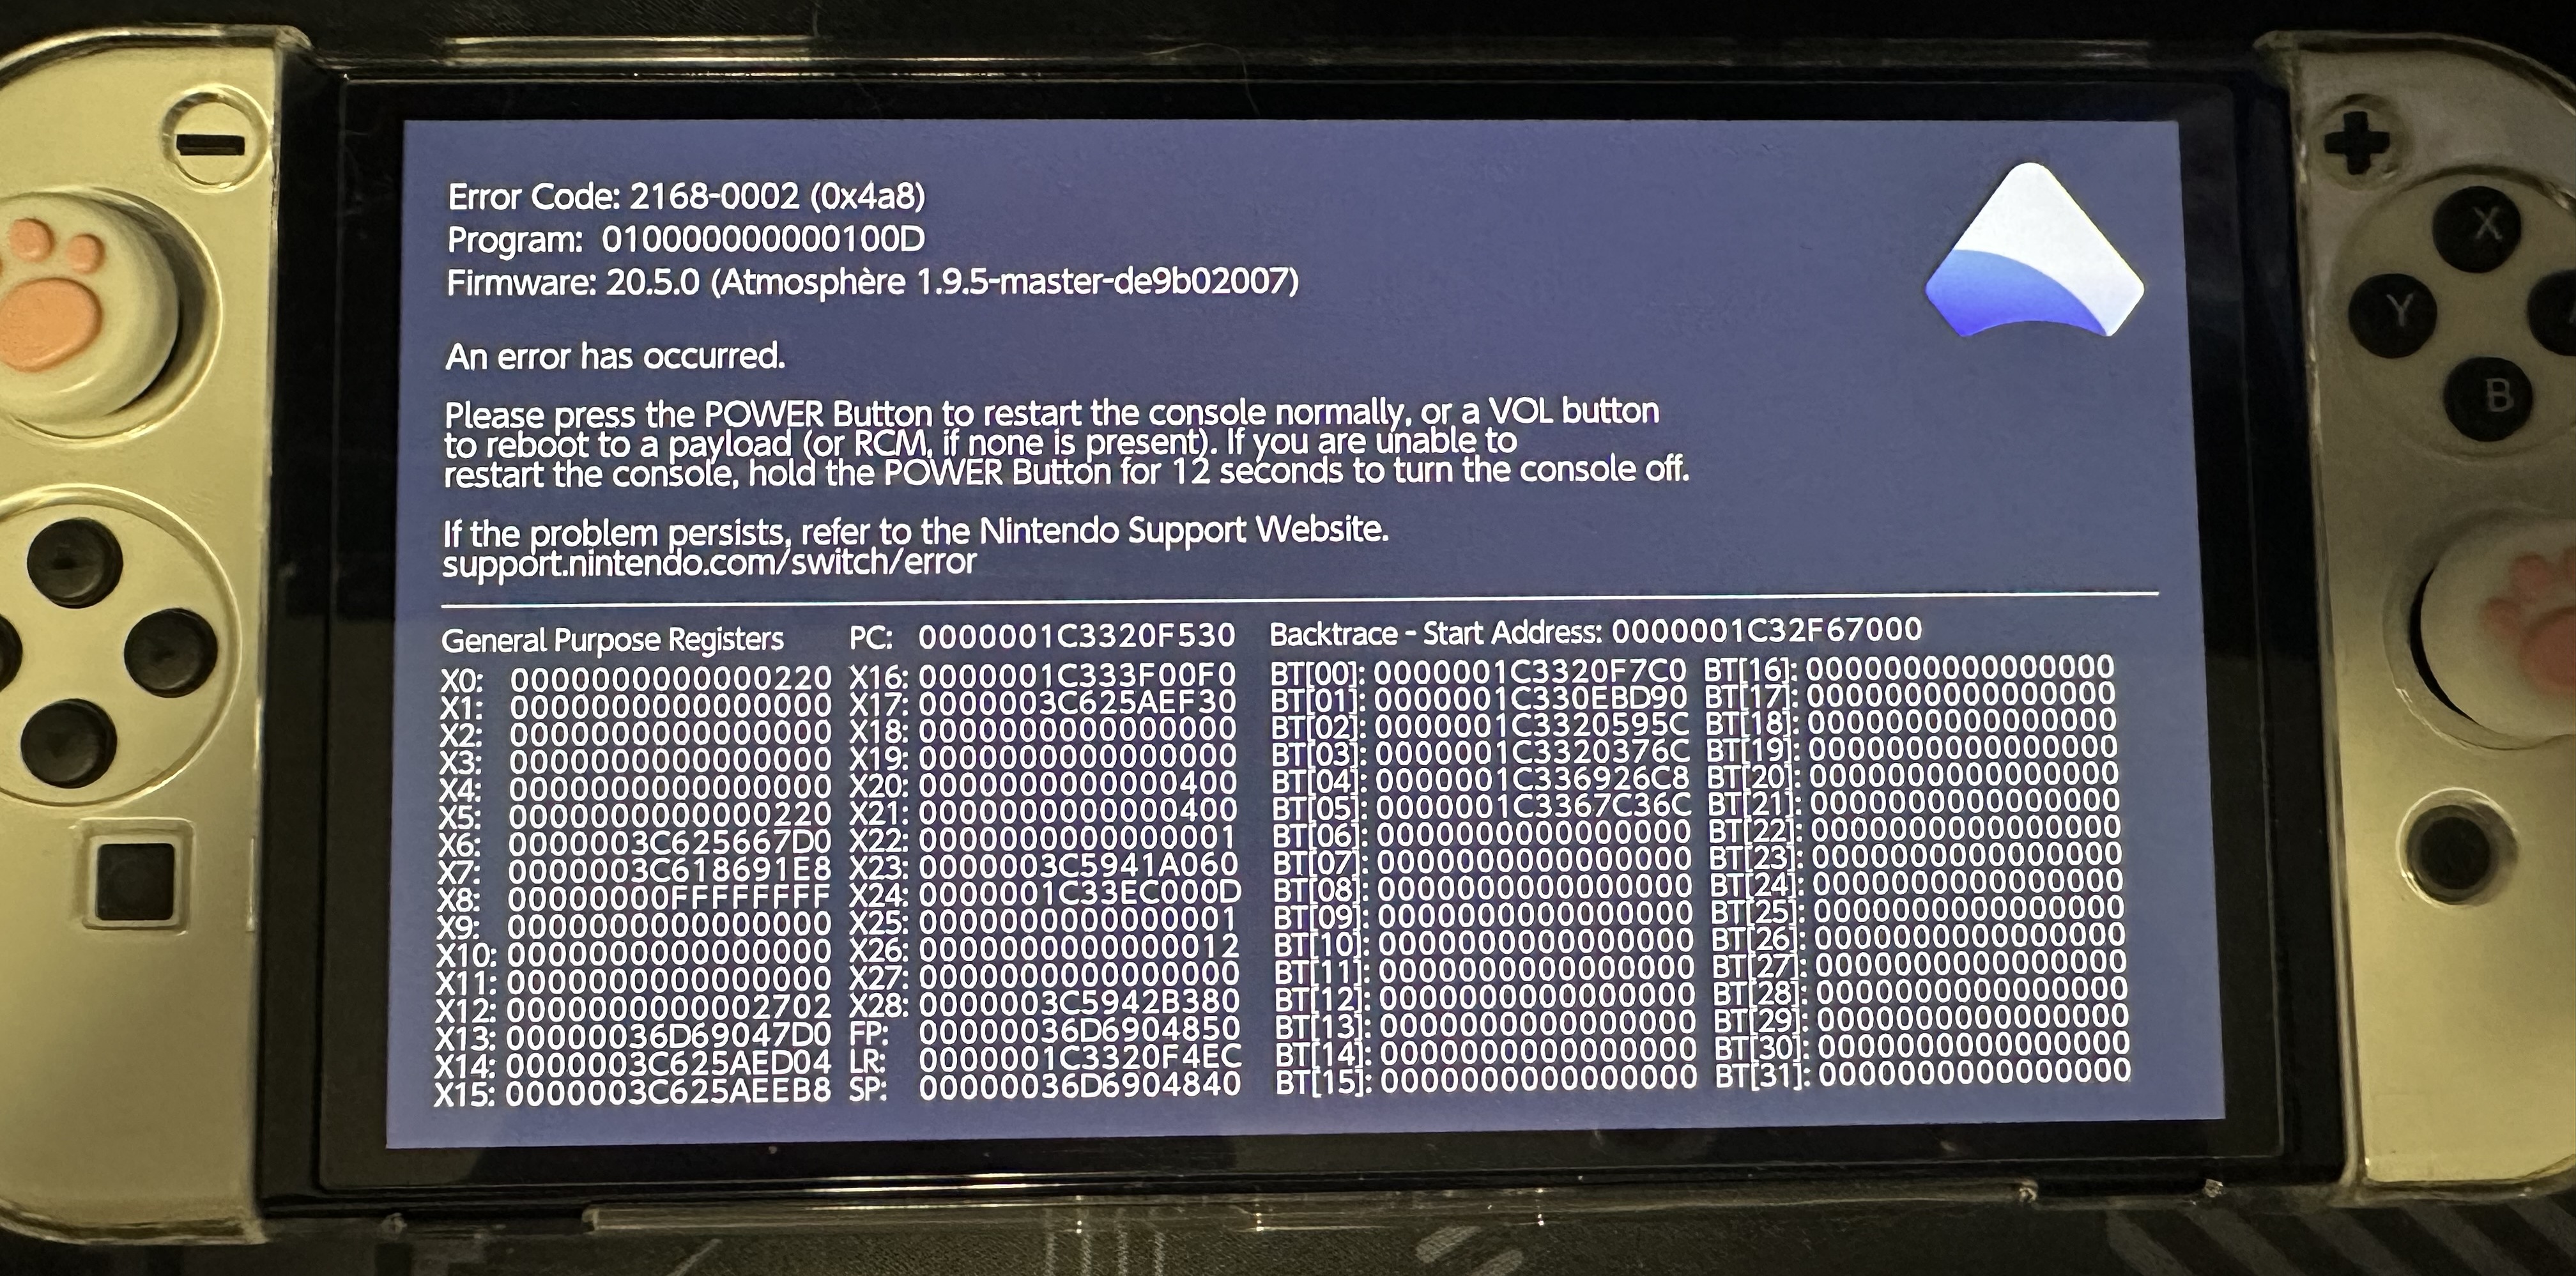 Error Code: 2168-0002 (0x4a8)
Program: 010000000000100D
Firmware: 20.5.0 (Atmosphère 1.9.5-master-de9b02007)
An error has occurred.
Please press the POWER Button to restart the console normally, or a VOL button
to reboot to a payload (or RCM, if none is present). If you are unable to
restart the console, hold the POWER Button for 12 seconds to turn the console off.
If the problem persists, refer to the Nintendo Support Website.
support.nintendo.com/switch/error
General Purpose Registers PC: 0000001C3320F530 Backtrace - Start Address: 0000001C32F67000
X0: 0000000000000220 X16: 0000001C333F00F0 BT[00]: 0000001C3320F7C0 BT[16]: 0000000000000000
X1: 0000000000000000 X17: 0000003C625AEF30 BT[01]: 0000001C330EBD90 BT[17]: 0000000000000000
X2: 0000000000000000 X18: 0000000000000000 BT[02]: 0000001C3320595C BT[18]: 0000000000000000
X3: 0000000000000000 X19: 0000000000000000 BT[03]: 0000001C3320376C BT[19]: 0000000000000000
X4: 0000000000000000 X20: 0000000000000400 BT[04]: 0000001C336926C8 BT[20]: 0000000000000000
X5: 0000000000000220 X21: 0000000000000400 BT[05]: 0000001C3367C36C BT[21]: 0000000000000000
X6: 0000003C625667D0 X22: 0000000000000001 BT[06]: 0000000000000000 BT[22]: 0000000000000000
X7: 0000003C618691E8 X23: 0000003C5941A060 BT[07]: 0000000000000000 BT[23]: 0000000000000000
X8: 00000000FFFFFFFF X24: 0000001C33EC000D BT[08]: 0000000000000000 BT[24]: 0000000000000000
X9: 0000000000000000 X25: 0000000000000001 BT[09]: 0000000000000000 BT[25]: 0000000000000000
X10: 0000000000000000 X26: 0000000000000012 BT[10]: 0000000000000000 BT[26]: 0000000000000000
X11: 0000000000000000 X27: 0000000000000000 BT[11]: 0000000000000000 BT[27]: 0000000000000000
X12: 0000000000002702 X28: 0000003C5942B380 BT[12]: 0000000000000000 BT[28]: 0000000000000000
X13: 00000036D69047D0 FP: 00000036D6904850 BT[13]: 0000000000000000 BT[29]: 0000000000000000
X14: 0000003C625AED04 LR: 0000001C3320F4EC BT[14]: 0000000000000000 BT[30]: 0000000000000000
X15: 0000003C625AEEB8 SP: 00000036D6904840 BT[15]: 0000000000000000 BT[31]: 0000000000000000
X
Y
B